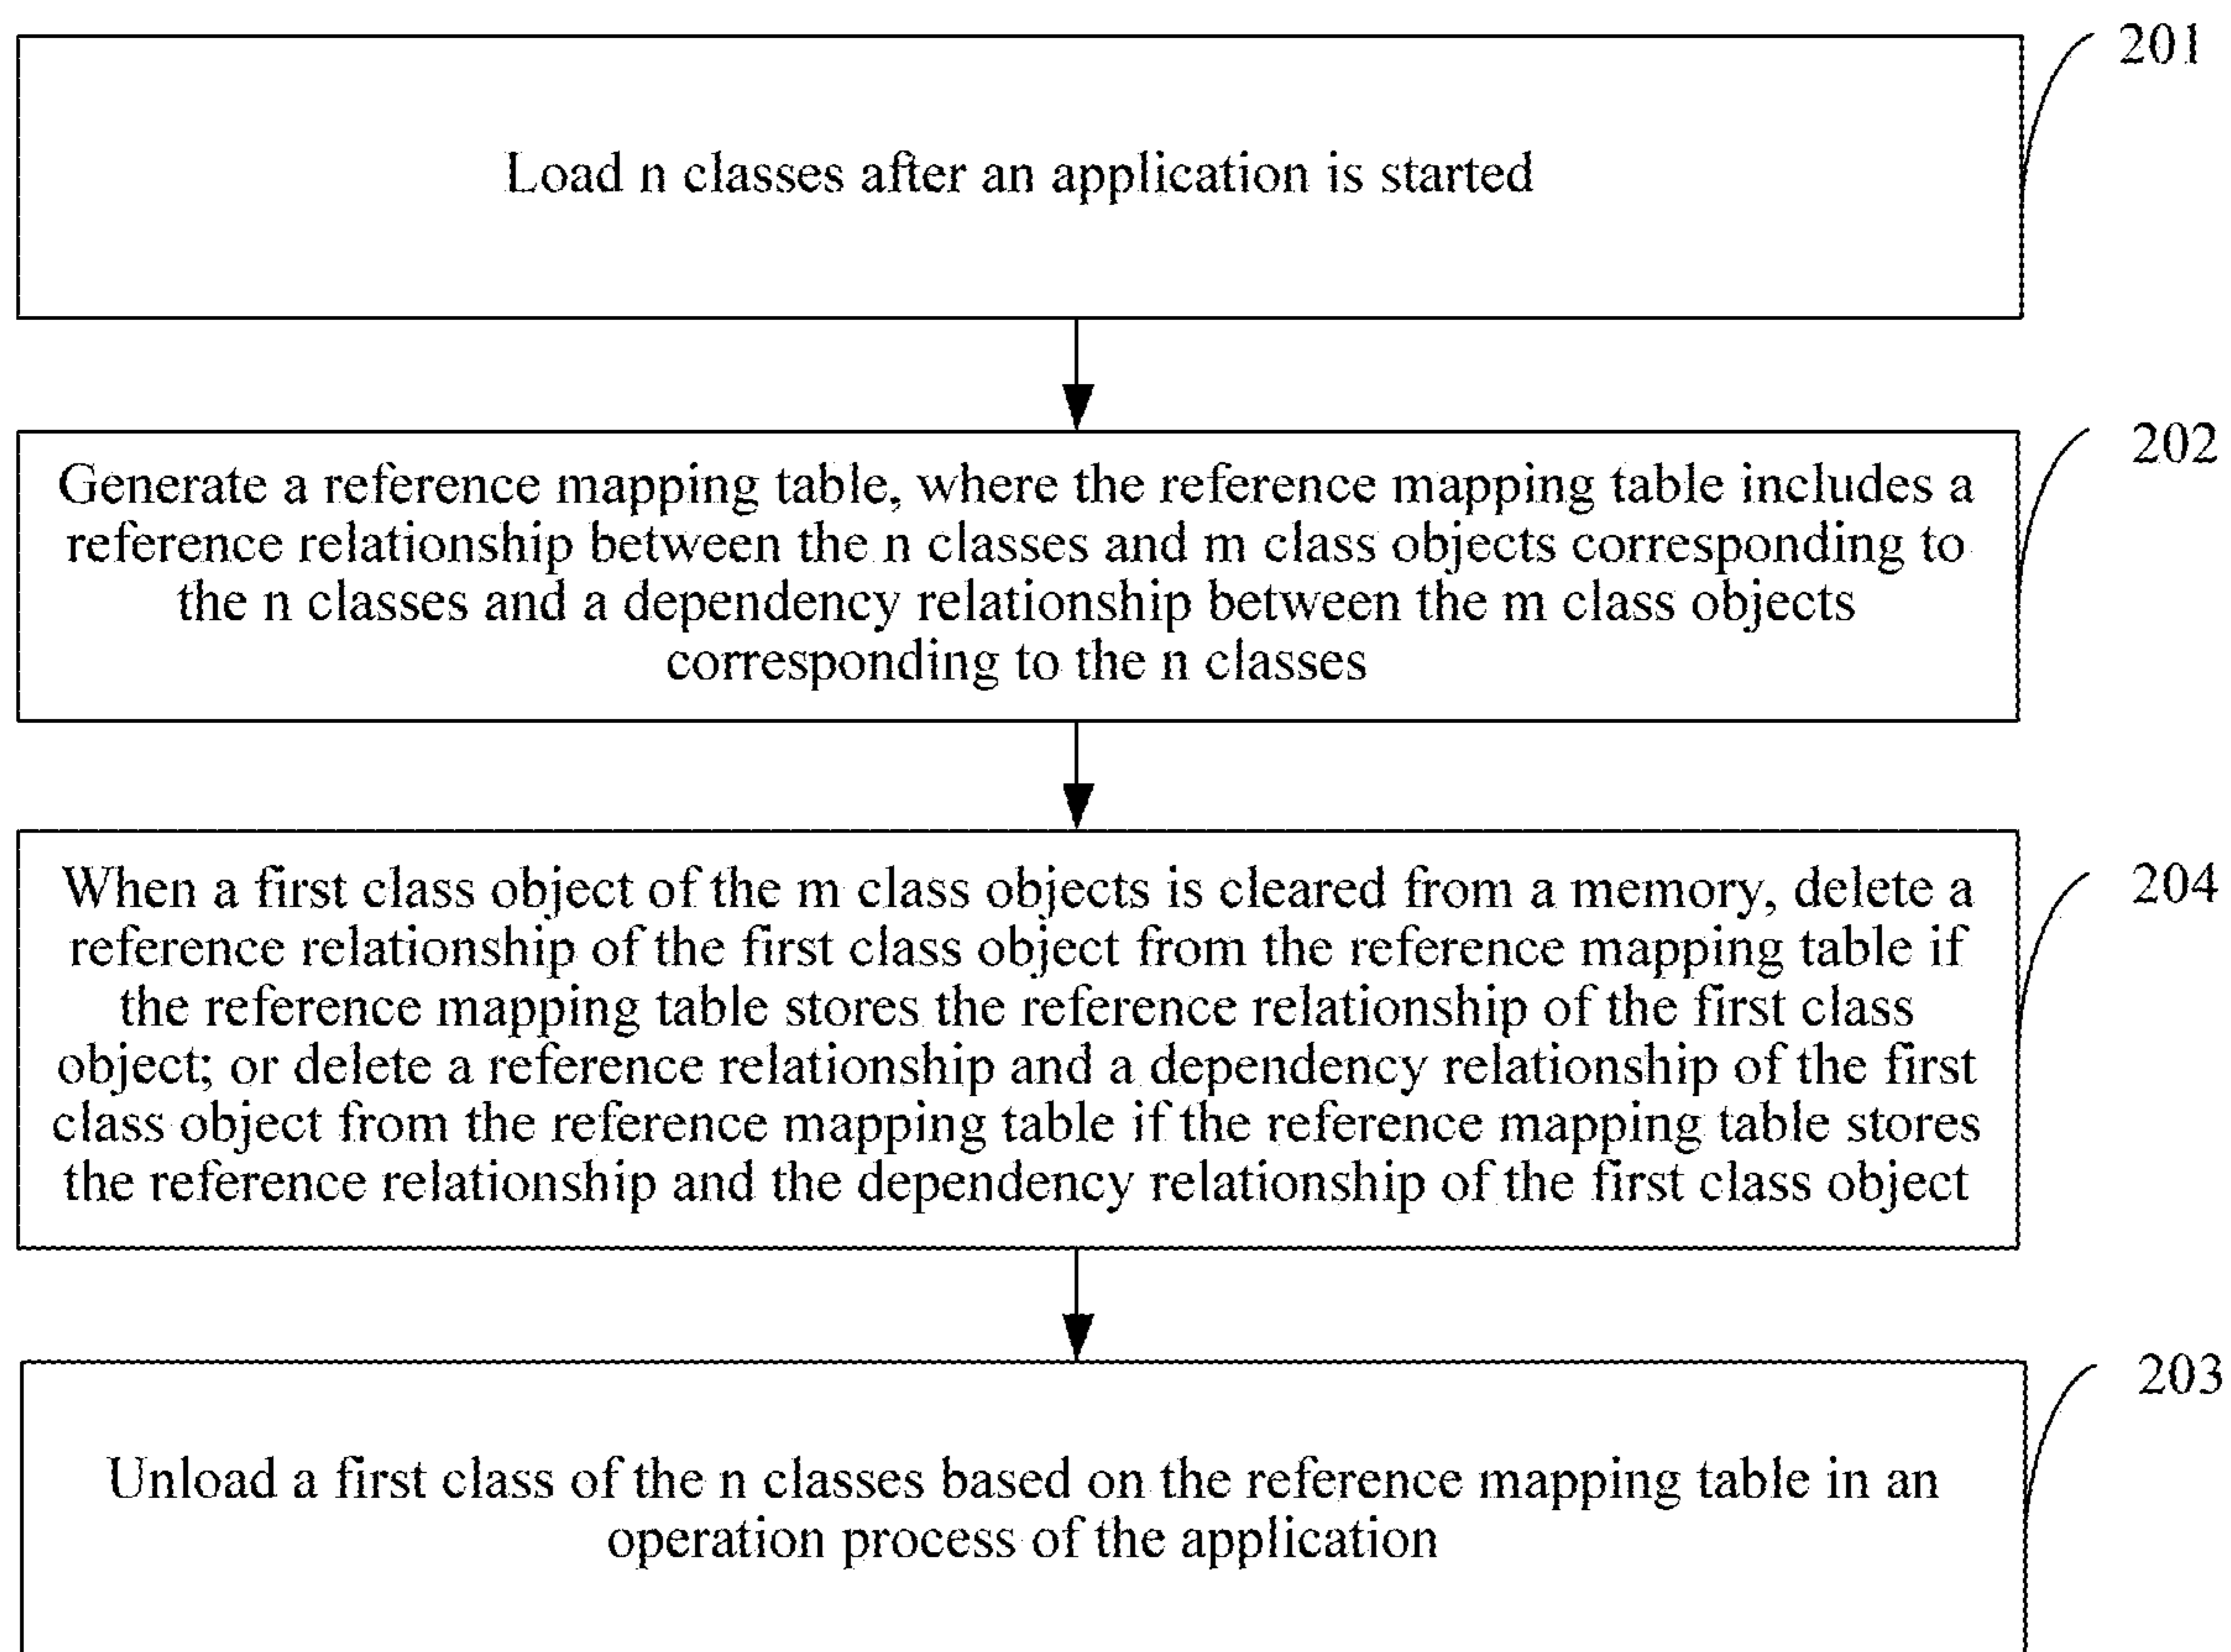 201
Load n classes after an application is started
202
Generate a reference mapping table, where the reference mapping table includes a
reference relationship between the n classes and m class objects corresponding to
the n classes and a dependency relationship between the m class objects
corresponding to the n classes
204
When a first class object of the m class objects is cleared from a memory, delete a
reference relationship of the first class object from the reference mapping table if
the reference mapping table stores the reference relationship of the first class
object; or delete a reference relationship and a dependency relationship of the first
class object from the reference mapping table if the reference mapping table stores
the reference relationship and the dependency relationship of the first class object
203
Unload a first class of the n classes based on the reference mapping table in an
operation process of the application